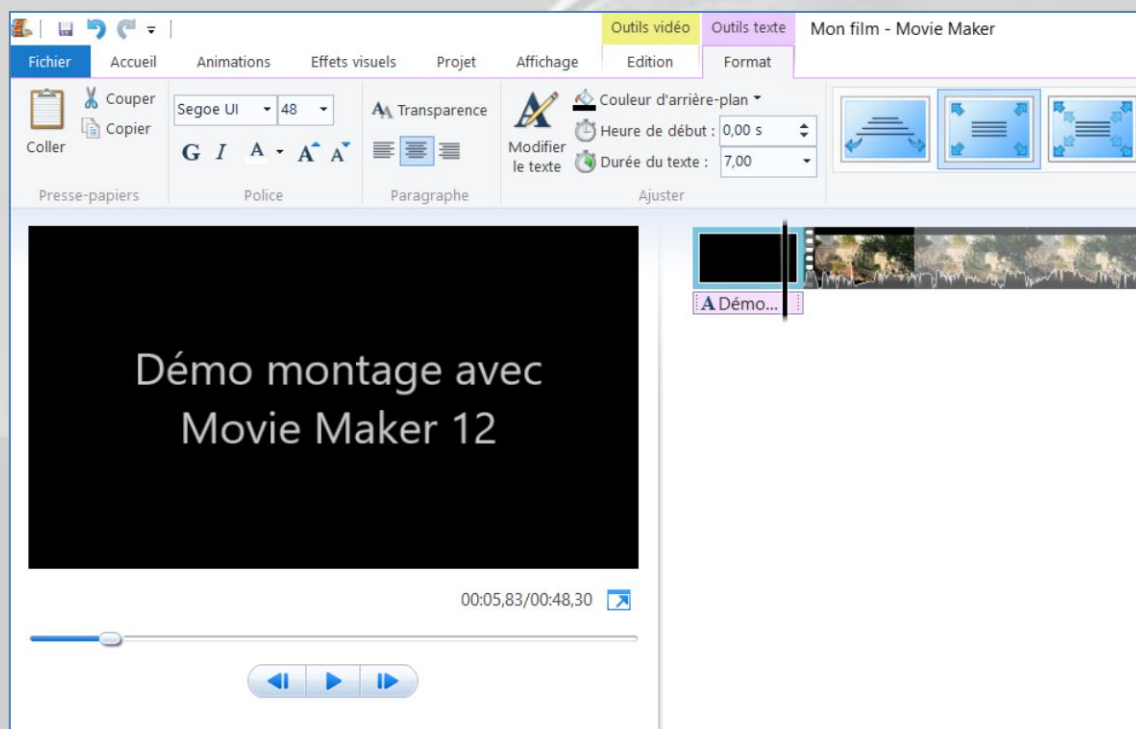 Outils vidéo Outils texte Mon film - Movie Maker
Fichier Accueil Animations Effets visuels Projet Affichage Edition Format
Coller
Couper
Copier
Presse-papiers
Segoe UI 48
G I A A A
Police
A Transparence
Paragraphe
Modifier
le texte
Couleur d'arrière-plan
Heure de début : 0,00 s
Durée du texte : 7,00
Ajuster
Démo montage avec
Movie Maker 12
00:05,83/00:48,30
A Démo...